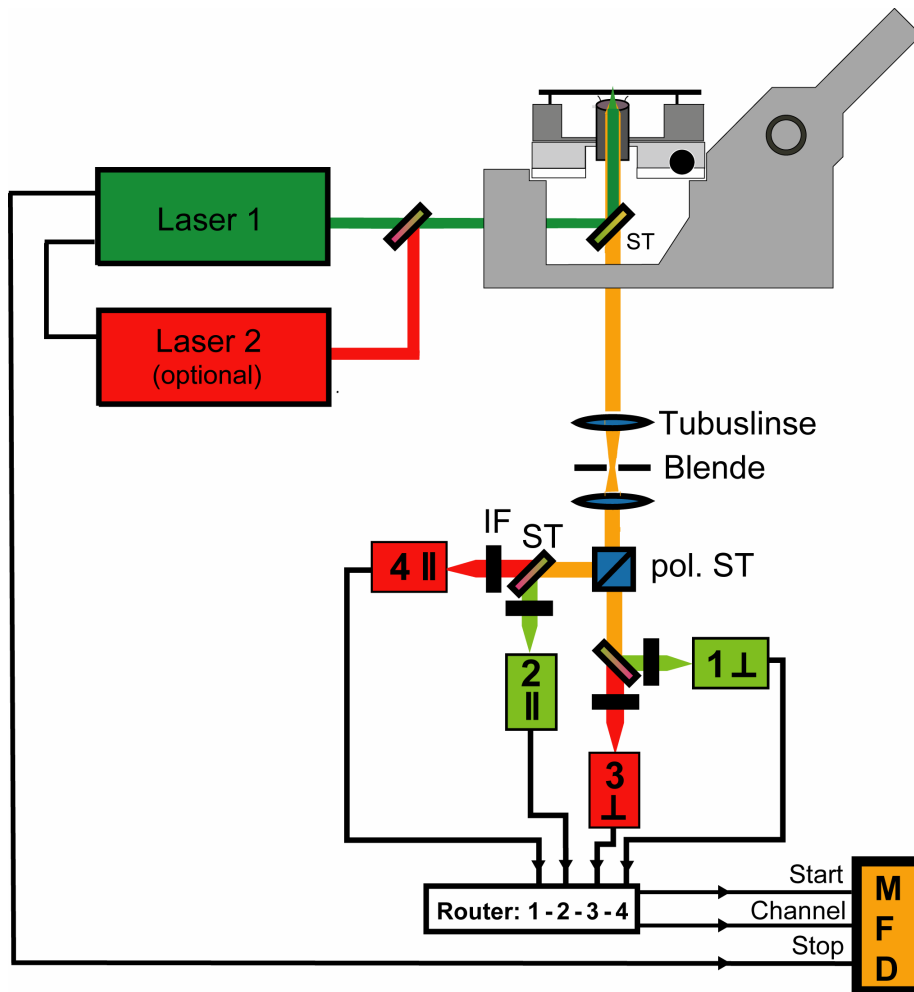 Laser 1
ST
Laser 2
(optional)
Tubuslinse
Blende
IF
ST
pol. ST
4 ||
2
||
1 ⊥
3
⊥
Router: 1 - 2 - 3 - 4
Start
Channel
Stop
M
F
D